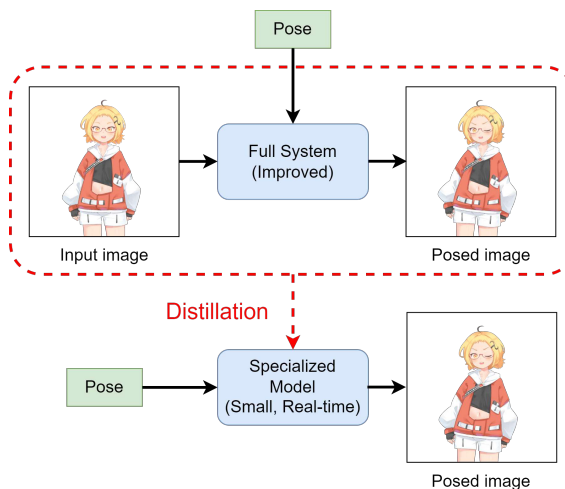 Pose
Full System
(Improved)
Input image
Posed image
Distillation
Specialized
Model
(Small, Real-time)
Pose
Posed image